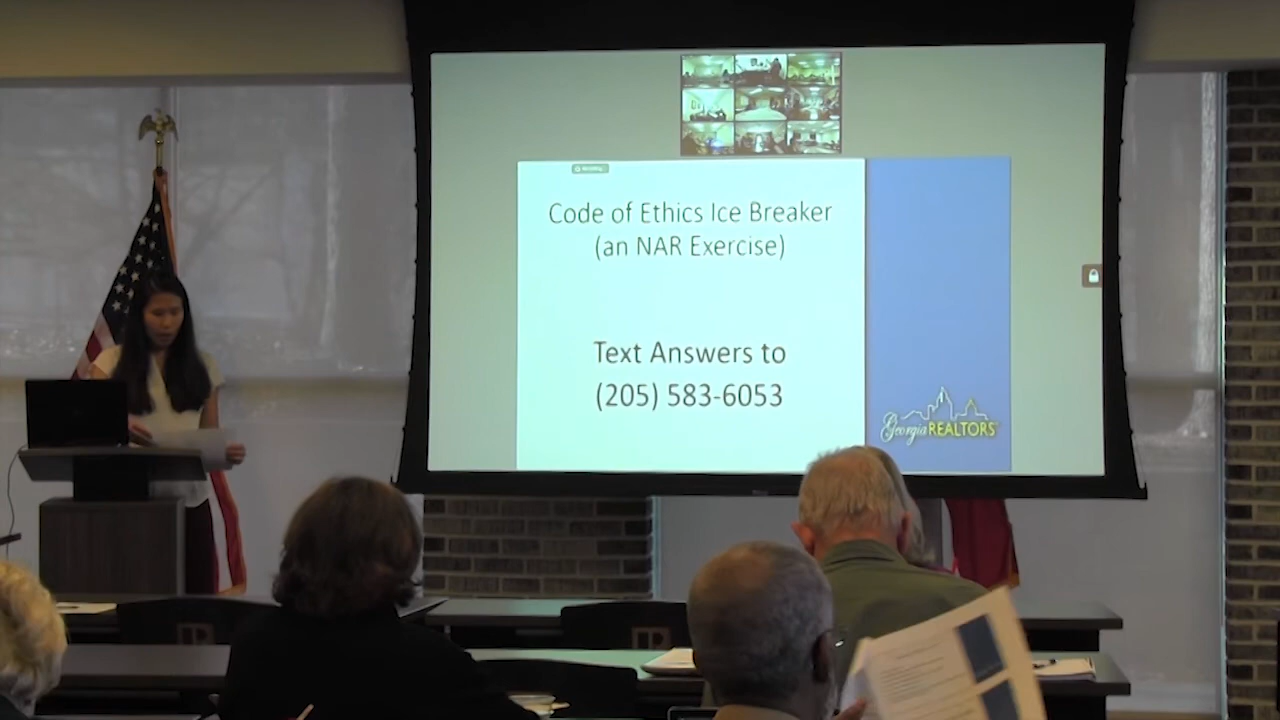 Code of Ethics Ice Breaker
(an NAR Exercise)
Text Answers to
(205) 583-6053
Georgia REALTORS